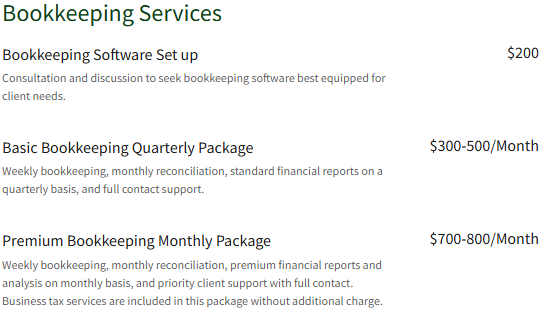 Bookkeeping Services
Bookkeeping Software Set up $200
Consultation and discussion to seek bookkeeping software best equipped for
client needs.
Basic Bookkeeping Quarterly Package $300-500/Month
Weekly bookkeeping, monthly reconciliation, standard financial reports on a
quarterly basis, and full contact support.
Premium Bookkeeping Monthly Package $700-800/Month
Weekly bookkeeping, monthly reconciliation, premium financial reports and
analysis on monthly basis, and priority client support with full contact.
Business tax services are included in this package without additional charge.